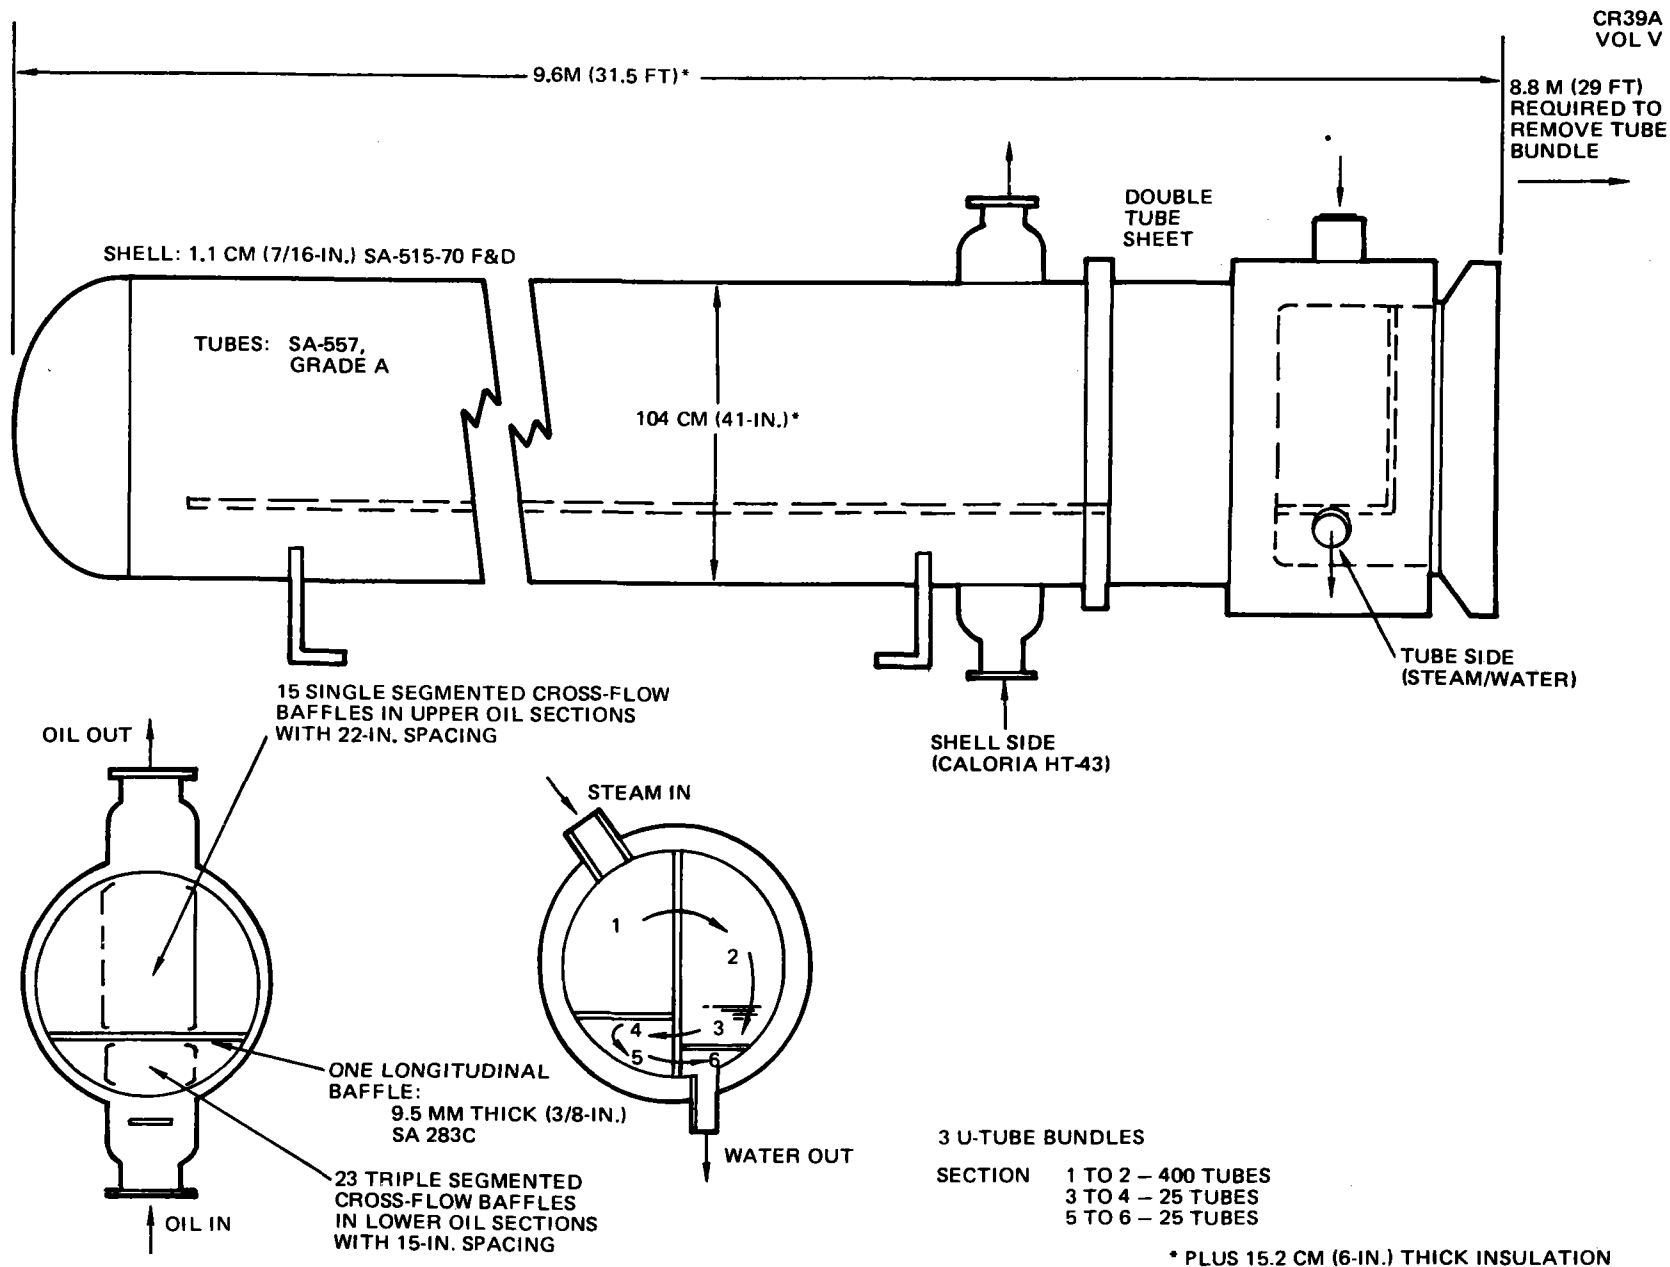 CR39A
VOL V
9.6M (31.5 FT)*
8.8 M (29 FT)
REQUIRED TO
REMOVE TUBE
BUNDLE
DOUBLE
TUBE
SHEET
SHELL: 1.1 CM (7/16-IN.) SA-515-70 F&D
TUBES: SA-557,
GRADE A
104 CM (41-IN.)*
TUBE SIDE
(STEAM/WATER)
15 SINGLE SEGMENTED CROSS-FLOW
BAFFLES IN UPPER OIL SECTIONS
WITH 22-IN. SPACING
OIL OUT
SHELL SIDE
(CALORIA HT-43)
STEAM IN
1
2
3
4
5
6
ONE LONGITUDINAL
BAFFLE:
9.5 MM THICK (3/8-IN.)
SA 283C
WATER OUT
23 TRIPLE SEGMENTED
CROSS-FLOW BAFFLES
IN LOWER OIL SECTIONS
WITH 15-IN. SPACING
OIL IN
3 U-TUBE BUNDLES
SECTION 1 TO 2 – 400 TUBES
3 TO 4 – 25 TUBES
5 TO 6 – 25 TUBES
* PLUS 15.2 CM (6-IN.) THICK INSULATION